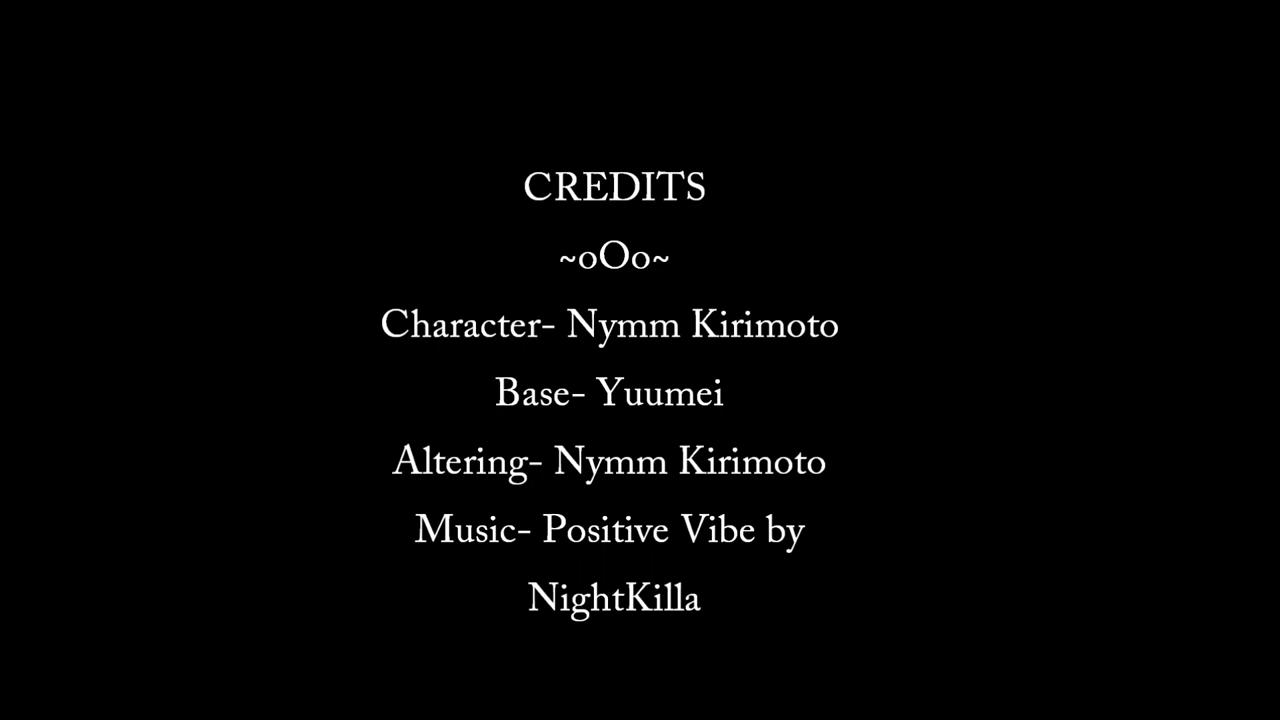 CREDITS
~oOo~
Character- Nymm Kirimoto
Base- Yuumei
Altering- Nymm Kirimoto
Music- Positive Vibe by
NightKilla